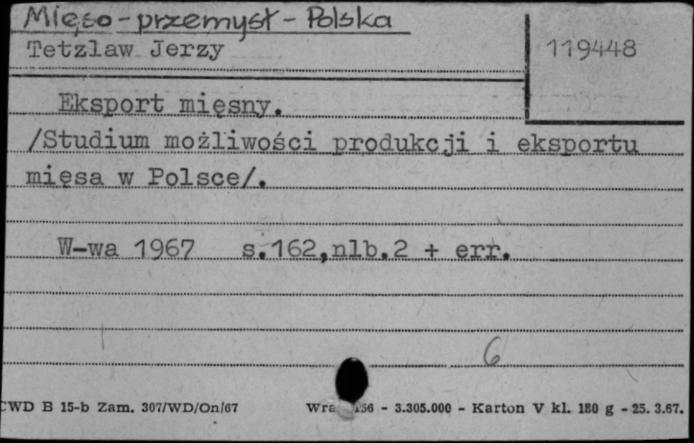 Mięso - przemysł - Polska
Tetzlaw Jerzy
119448
Eksport mięsny.
/Studium możliwości produkcji i eksportu
mięsa w Polsce/.
W-wa 1967 s.162,nlb.2 + err.
6
CWD B 15-b Zam. 307/WD/On/67 - 3.305.000 - Karton V kl. 180 g - 25. 3.67.